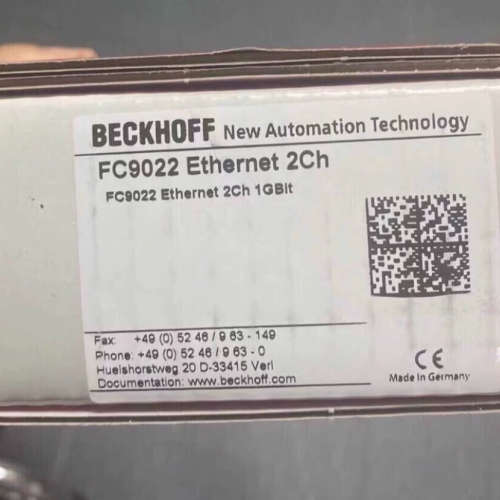 BECKHOFF New Automation Technology
FC9022 Ethernet 2Ch
FC9022 Ethernet 2Ch 1GBit
Fax: +49 (0) 52 46 / 9 63 - 149
Phone: +49 (0) 52 46 / 9 63 - 0
Huelshorstweg 20 D-33415 Verl
Documentation: www.beckhoff.com
CE
Made in Germany